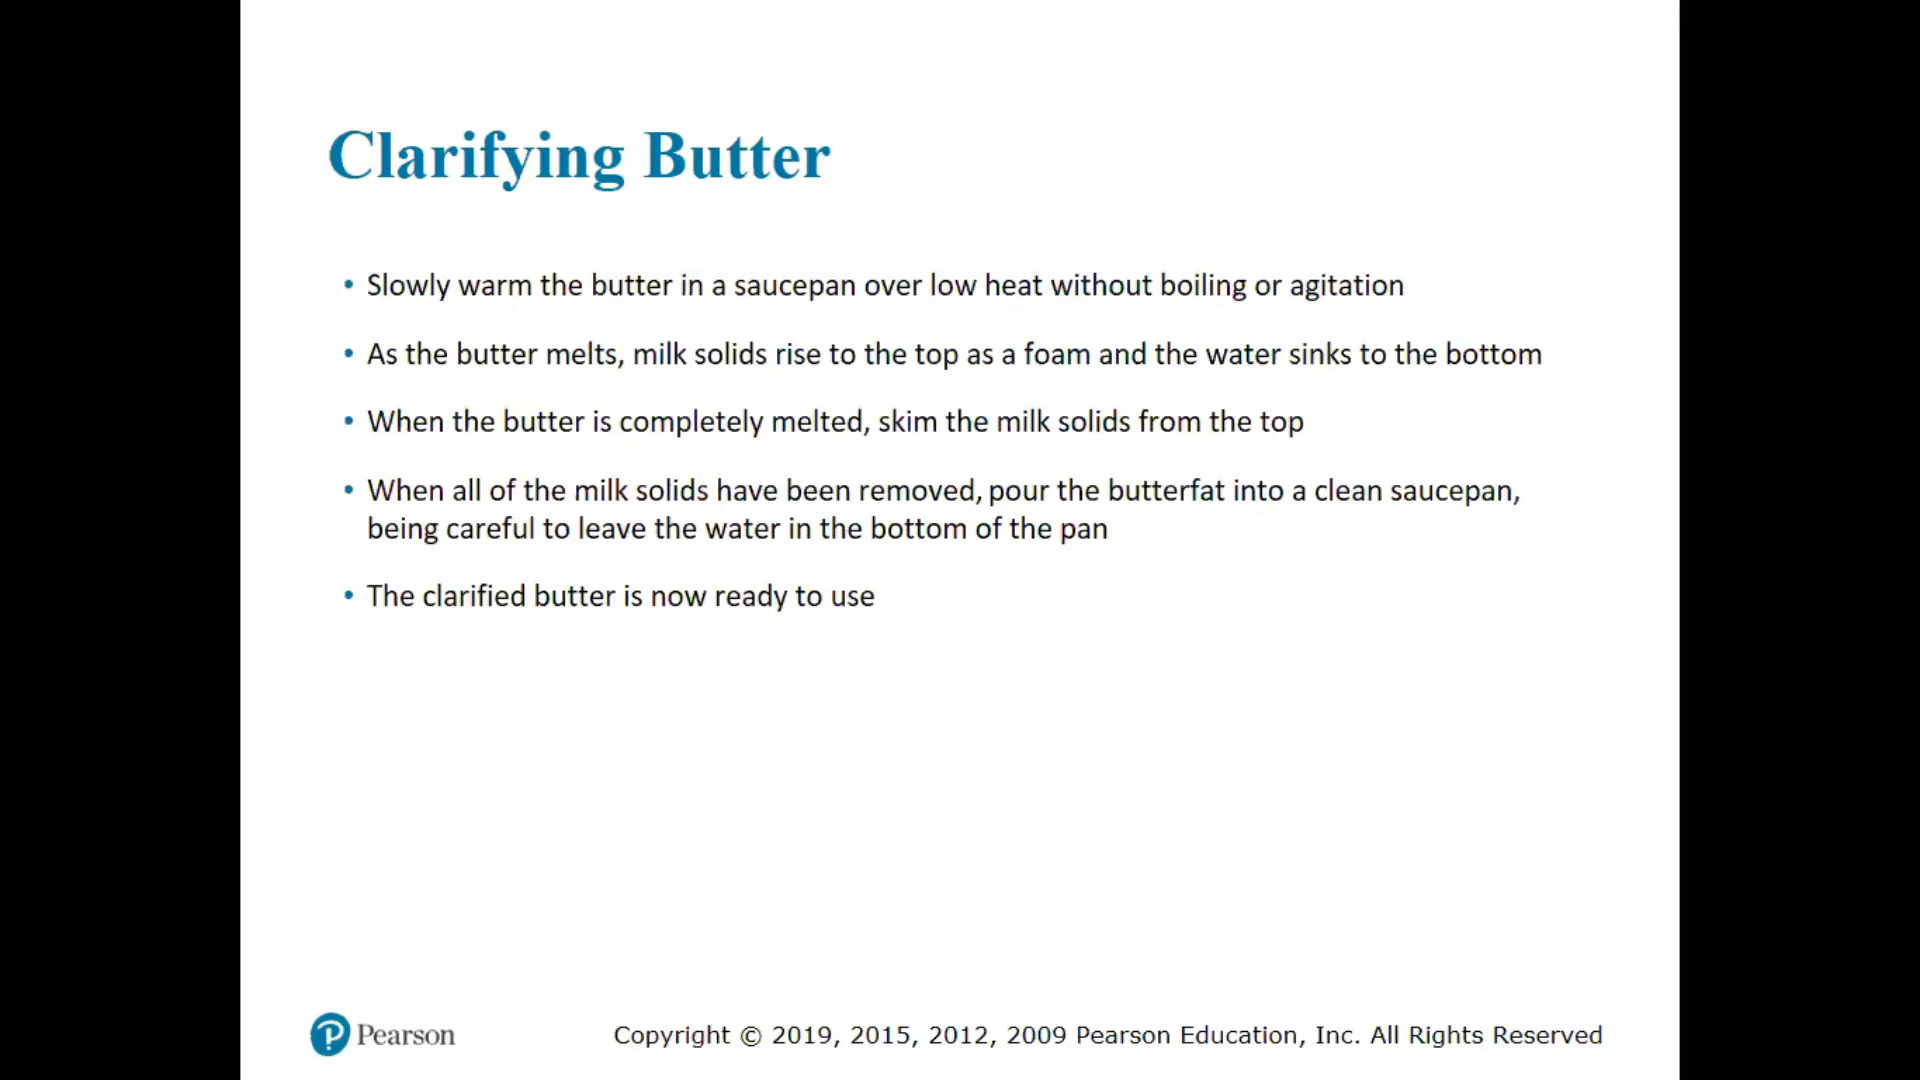 Clarifying Butter
• Slowly warm the butter in a saucepan over low heat without boiling or agitation
• As the butter melts, milk solids rise to the top as a foam and the water sinks to the bottom
• When the butter is completely melted, skim the milk solids from the top
• When all of the milk solids have been removed, pour the butterfat into a clean saucepan,
being careful to leave the water in the bottom of the pan
• The clarified butter is now ready to use
Pearson
Copyright © 2019, 2015, 2012, 2009 Pearson Education, Inc. All Rights Reserved